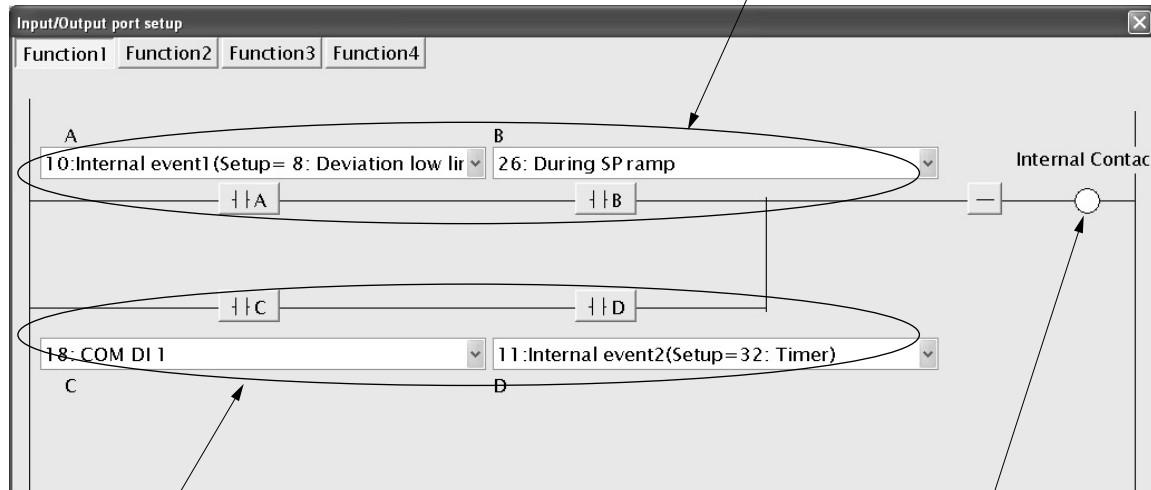 Input/Output port setup
Function1 Function2 Function3 Function4
A B
10:Internal event1(Setup= 8: Deviation low lir 26: During SP ramp
Internal Contac
A B
C D
18: COM DI 1 11:Internal event2(Setup=32: Timer)
C D